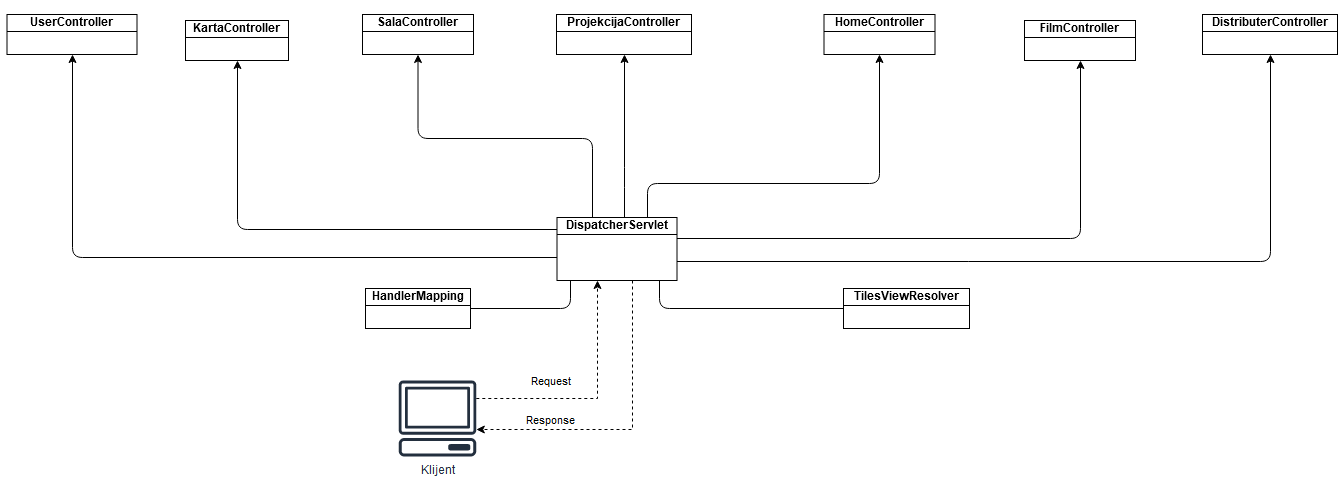 UserController
KartaController
SalaController
ProjekcijaController
HomeController
FilmController
DistributerController
DispatcherServlet
HandlerMapping
TilesViewResolver
Request
Response
Klijent